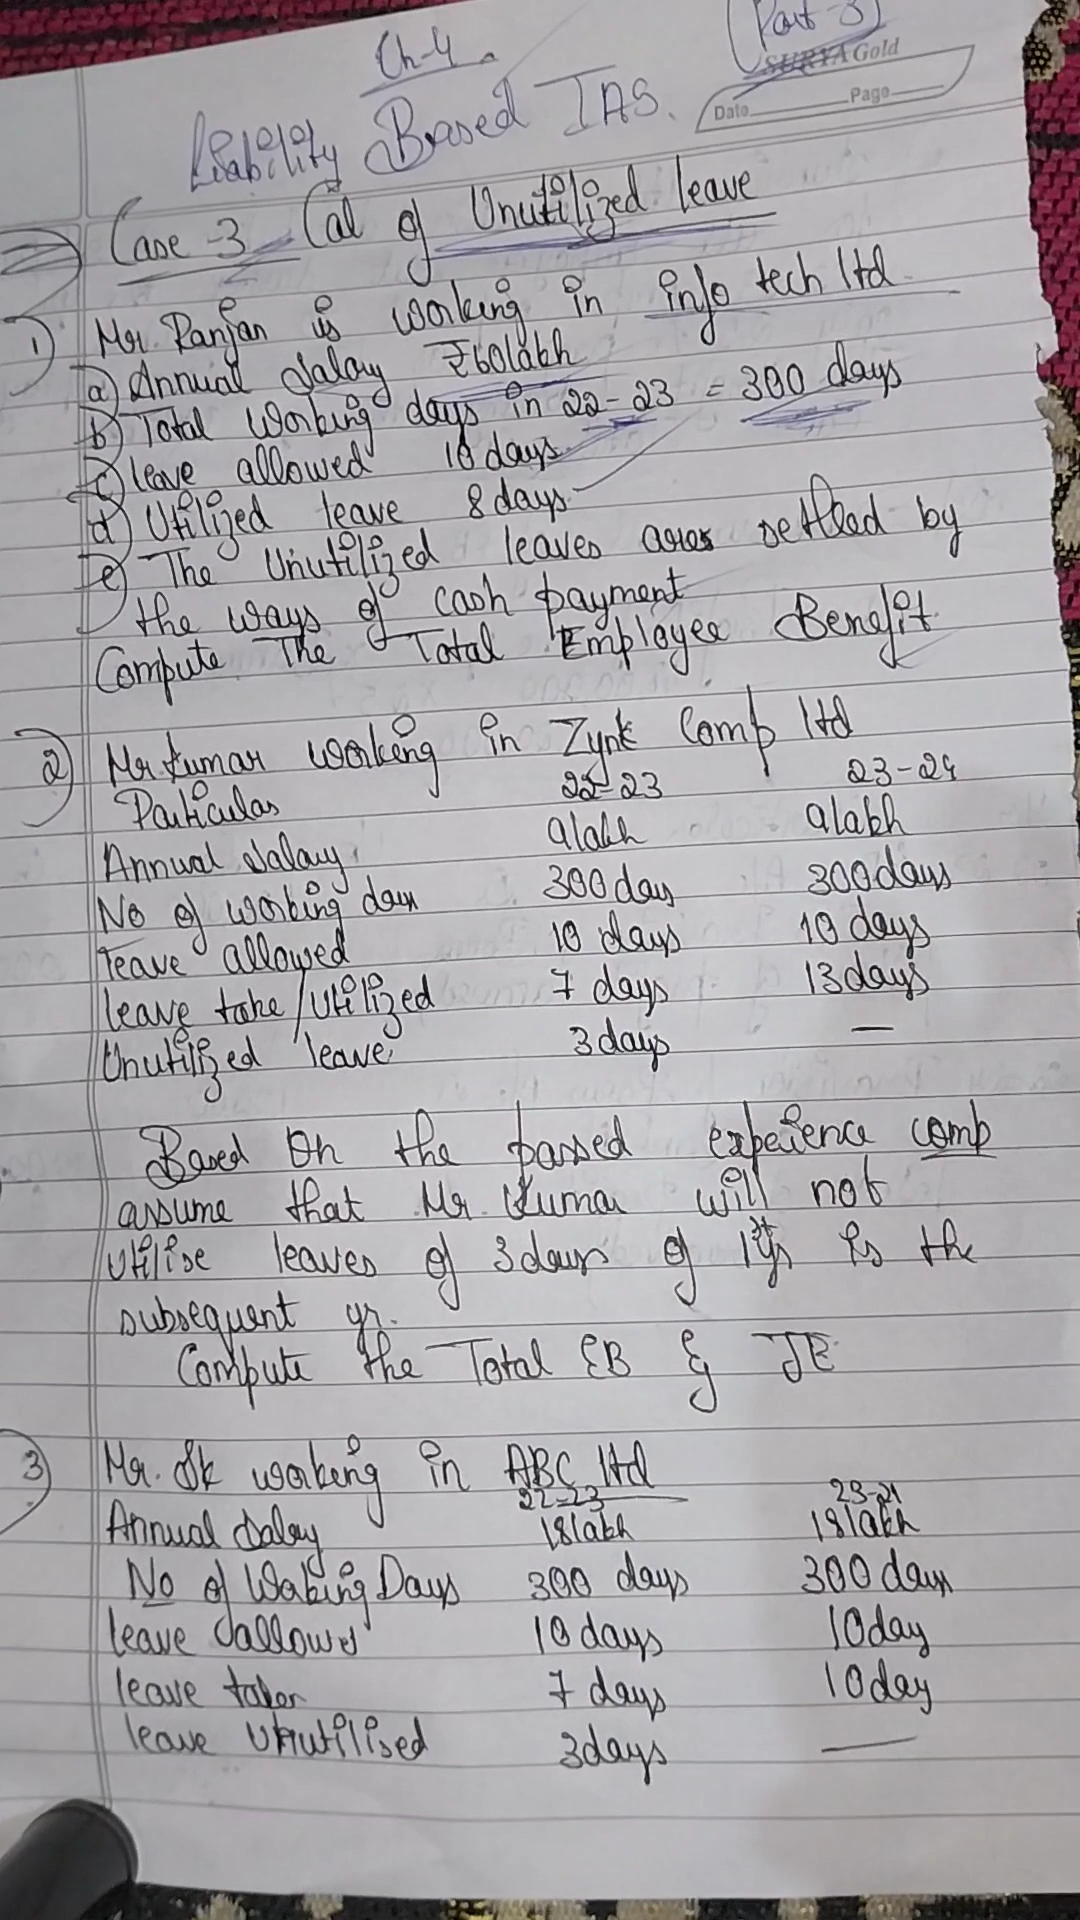 Ch-4
Part-3
SURYA Gold
Date Page
Liability Based IAS.
Case-3 Cal of Unutilized leave
1) Mr. Ranjan is working in info tech ltd
a) Annual Salary ₹60lakh
b) Total Working days in 22-23 = 300 days
c) leave allowed 10 days
d) Utilized leave 8 days
e) The Unutilized leaves are settled by
the ways of cash payment
Compute The Total Employee Benefit
2) Mr. Kumar working in Zynk Comp ltd
Particulas 22-23 23-24
Annual Salary 9lakh 9lakh
No of working days 300 day 300 days
leave allowed 10 days 10 days
leave take/Utilized 7 days 13 days
Unutilized leave 3 days —
Based On the passed expeience comp
assume that Mr. Kumar will not
utilise leaves of 3 days of 1st yr is the
subsequent yr.
Compute the Total EB & JE
3) Mr. Sk working in ABC ltd
22-23 23-24
Annual Salay 18lakh 18lakh
No of Woking Days 300 days 300 days
leave allowed 10 days 10 day
leave taken 7 days 10 day
leave Unutilised 3 days —